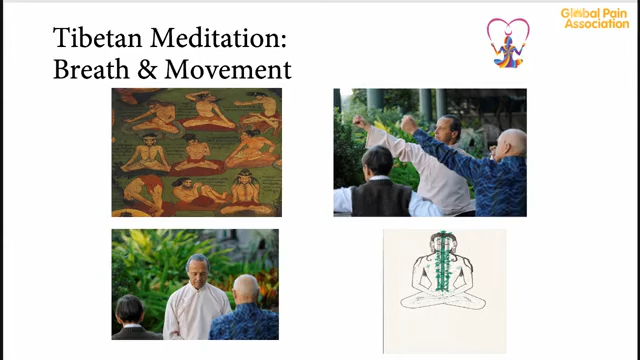 Tibetan Meditation:
Breath & Movement
Global Pain
Association